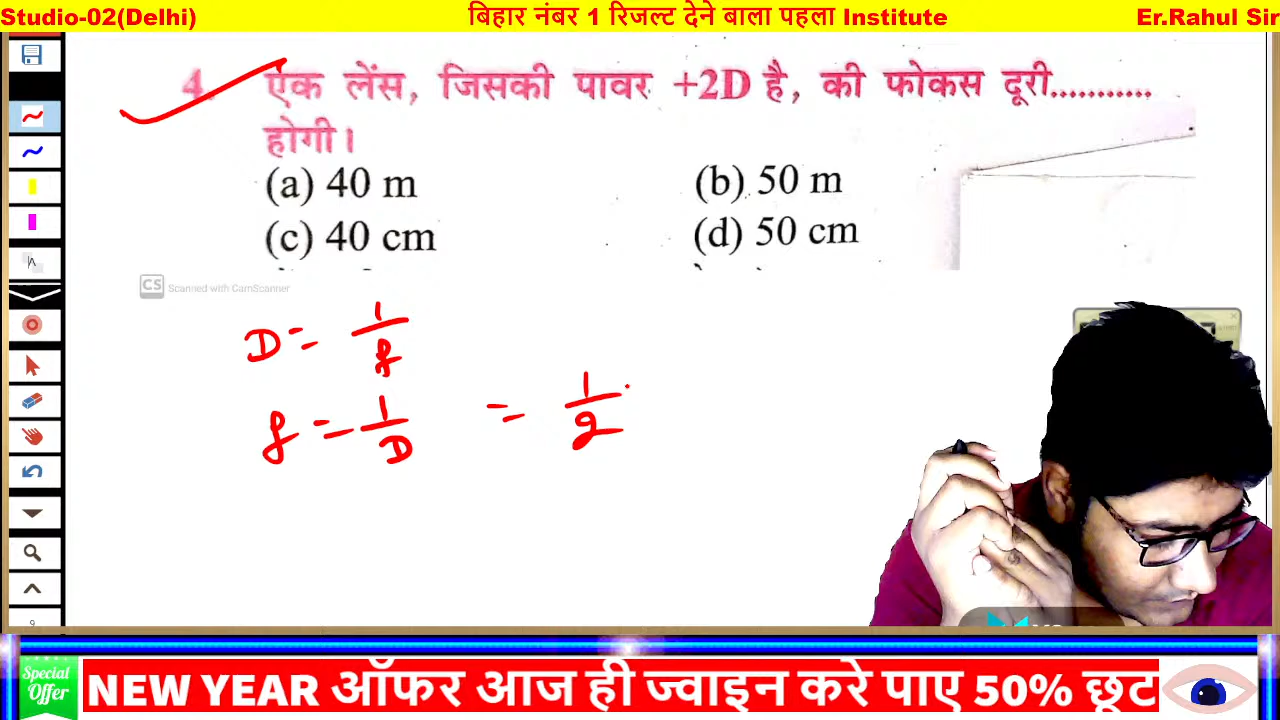 Studio-02(Delhi) बिहार नंबर 1 रिजल्ट देने बाला पहला Institute Er.Rahul Sir
4. एक लेंस, जिसकी पावर +2D है, की फोकस दूरी...........
होगी।
(a) 40 m (b) 50 m
(c) 40 cm (d) 50 cm
CS Scanned with CamScanner
D = 1/f
f = 1/D = 1/2
Special
Offer
NEW YEAR ऑफर आज ही ज्वाइन करे पाए 50% छूट